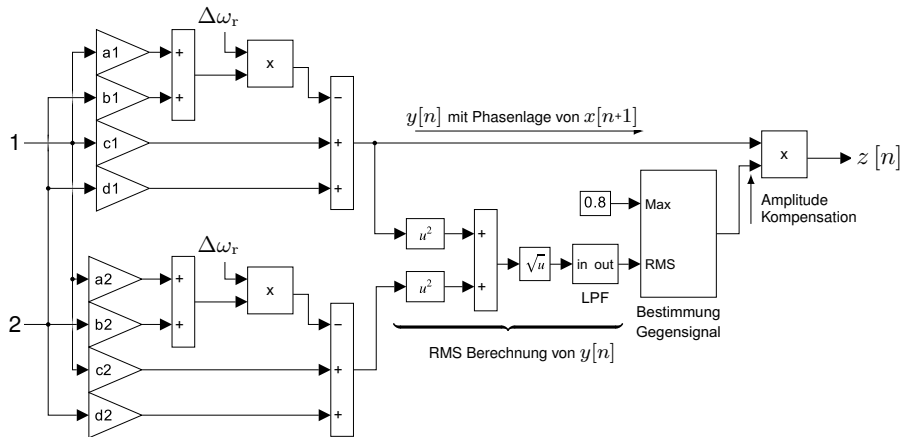 Δωr
a1
+
x
b1
+
−
y[n] mit Phasenlage von x[n+1]
1
c1
+
x
z [n]
d1
+
0.8
Max
Amplitude
Kompensation
u²
+
Δωr
√u
in out
RMS
a2
+
x
u²
+
LPF
2
b2
+
−
Bestimmung
Gegensignal
RMS Berechnung von y[n]
c2
+
d2
+